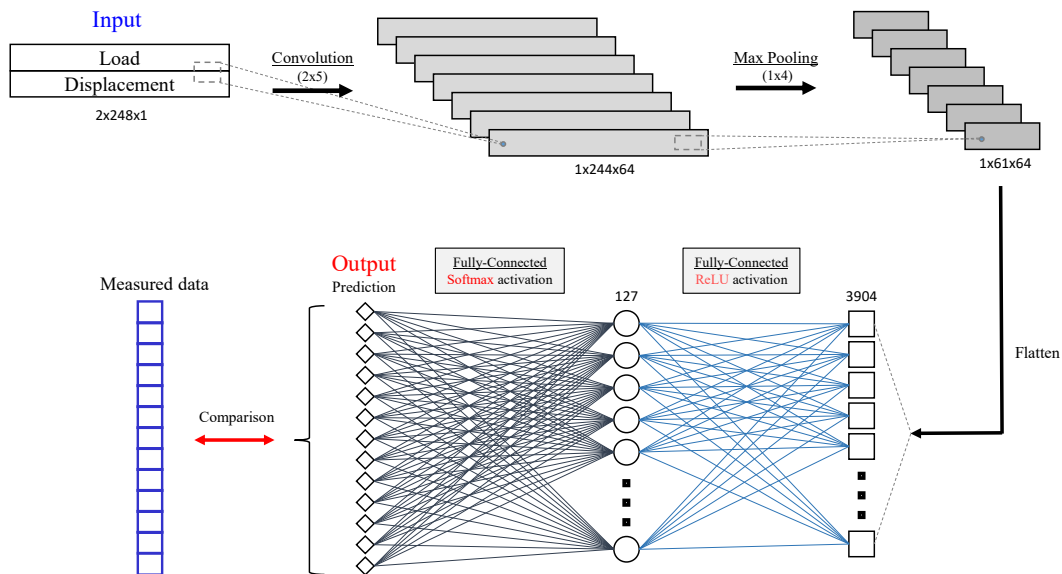 Input
Load
Displacement
2x248x1
Convolution
(2x5)
1x244x64
Max Pooling
(1x4)
1x61x64
Flatten
3904
Fully-Connected
ReLU activation
127
Fully-Connected
Softmax activation
Output
Prediction
Comparison
Measured data